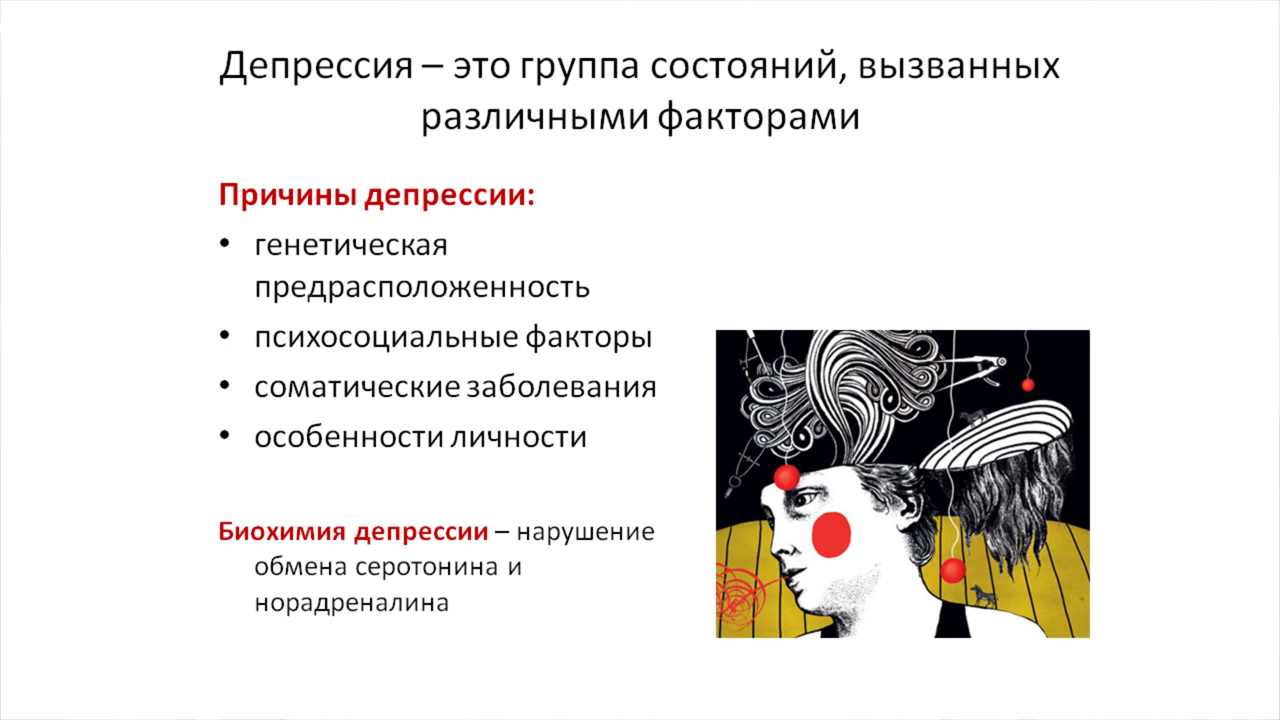 Депрессия – это группа состояний, вызванных
различными факторами
Причины депрессии:
• генетическая
предрасположенность
• психосоциальные факторы
• соматические заболевания
• особенности личности
Биохимия депрессии – нарушение
обмена серотонина и
норадреналина